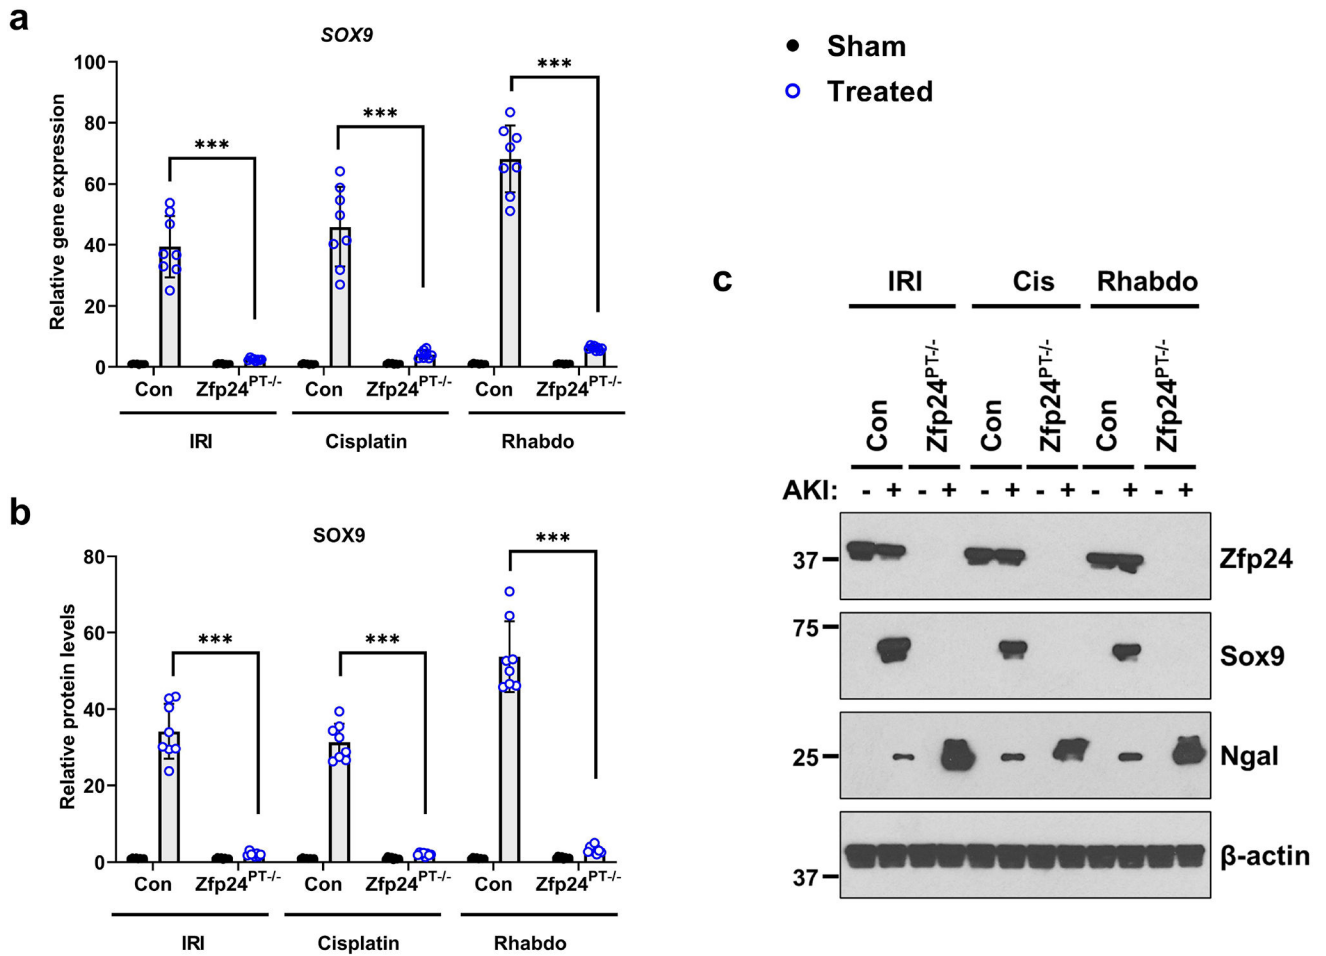 a
SOX9
Relative gene expression
100
80
60
40
20
0
***
***
***
Con Zfp24PT-/- Con Zfp24PT-/- Con Zfp24PT-/-
IRI Cisplatin Rhabdo
Sham
Treated
b
SOX9
Relative protein levels
80
60
40
20
0
***
***
***
Con Zfp24PT-/- Con Zfp24PT-/- Con Zfp24PT-/-
IRI Cisplatin Rhabdo
c
IRI Cis Rhabdo
Con Zfp24PT-/- Con Zfp24PT-/- Con Zfp24PT-/-
AKI: - + - + - + - + - + - +
37 Zfp24
75 Sox9
25 Ngal
37 β-actin